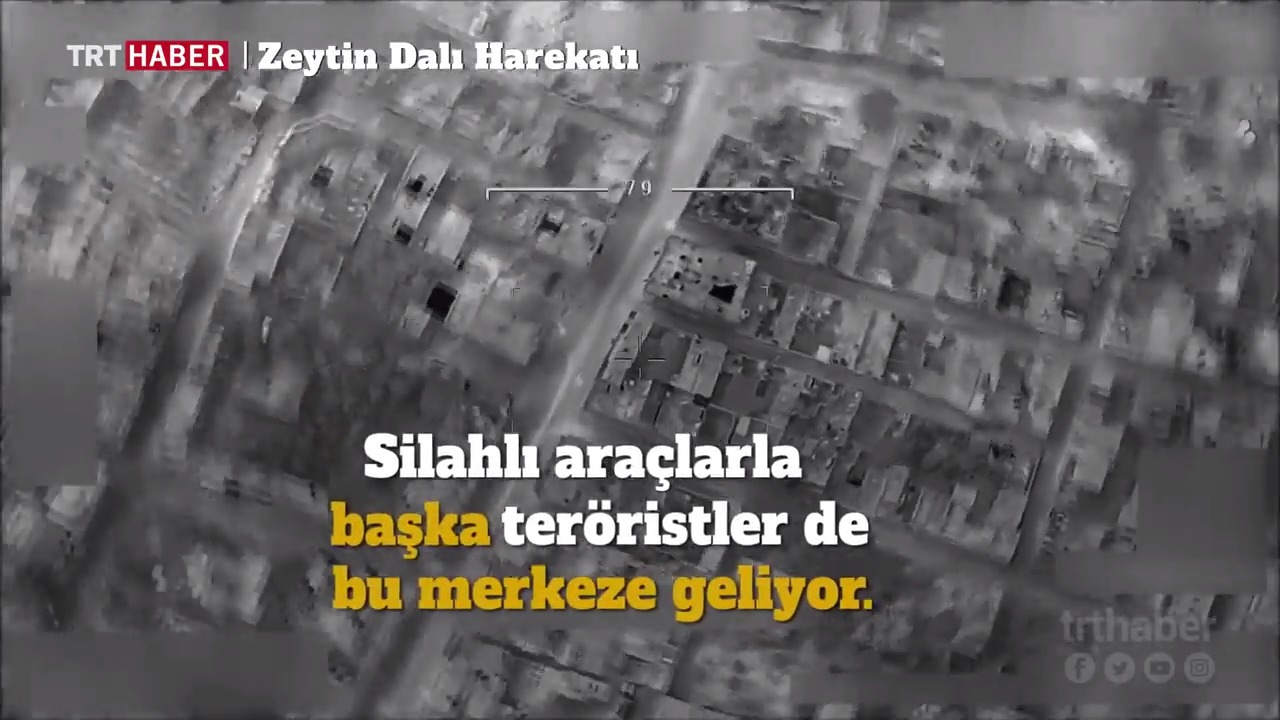 TRT HABER | Zeytin Dalı Harekatı
79
Silahlı araçlarla
başka teröristler de
bu merkeze geliyor.
trthaber